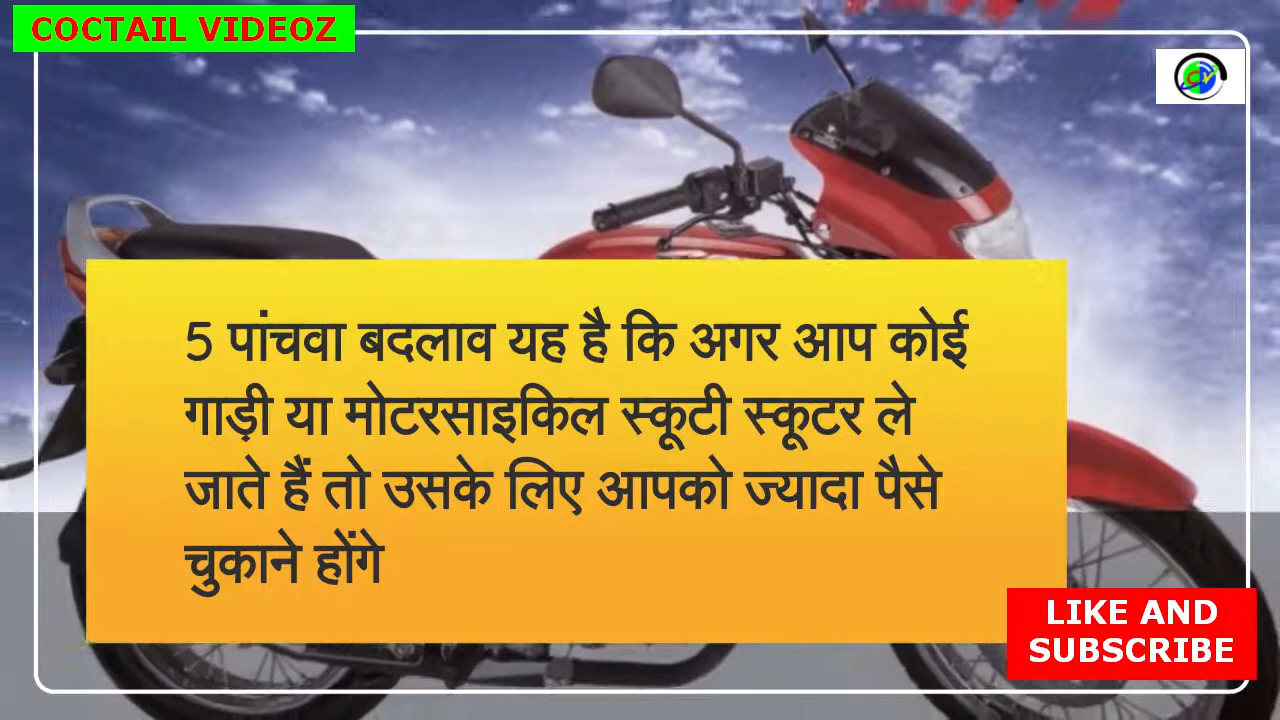 COCTAIL VIDEOZ
5 पांचवा बदलाव यह है कि अगर आप कोई
गाड़ी या मोटरसाइकिल स्कूटी स्कूटर ले
जाते हैं तो उसके लिए आपको ज्यादा पैसे
चुकाने होंगे
LIKE AND
SUBSCRIBE